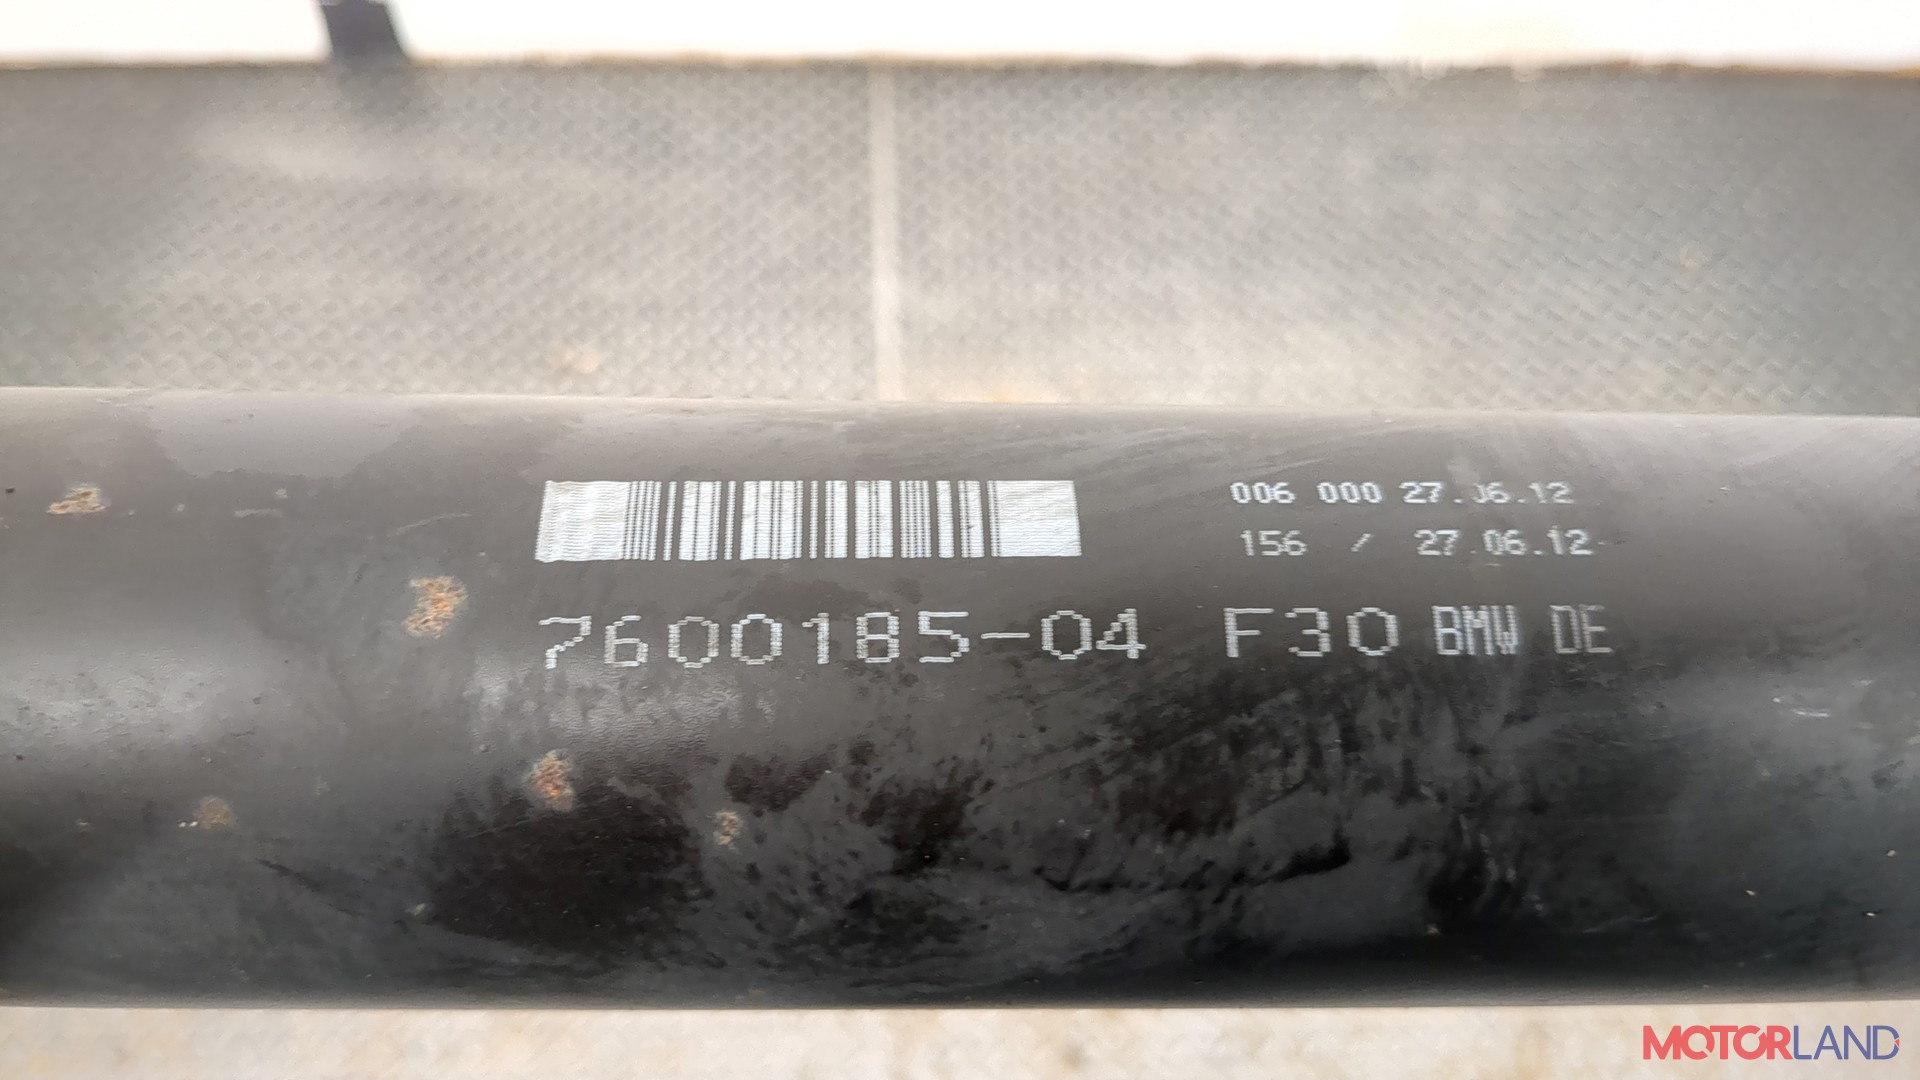 006 000 27.06.12
156 / 27.06.12
7600185-04 F30 BMW DE
MOTORLAND